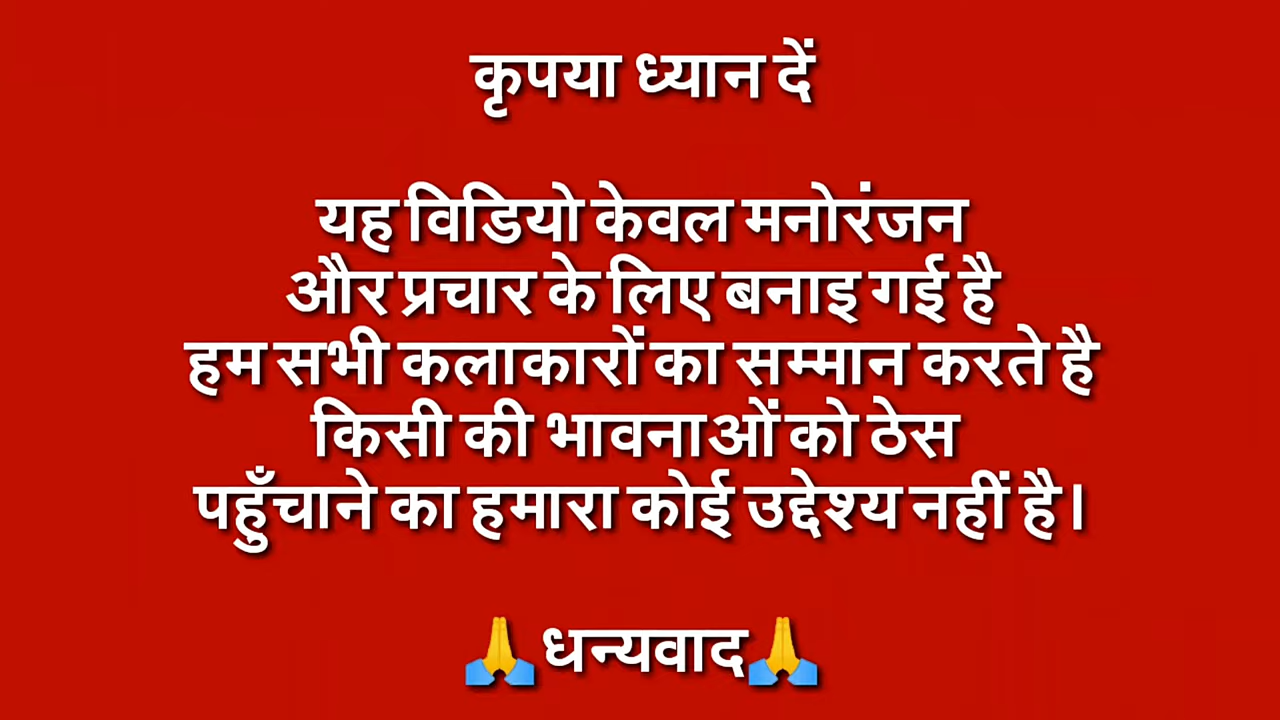 कृपया ध्यान दें
यह विडियो केवल मनोरंजन
और प्रचार के लिए बनाइ गई है
हम सभी कलाकारों का सम्मान करते है
किसी की भावनाओं को ठेस
पहुँचाने का हमारा कोई उद्देश्य नहीं है।
🙏धन्यवाद🙏